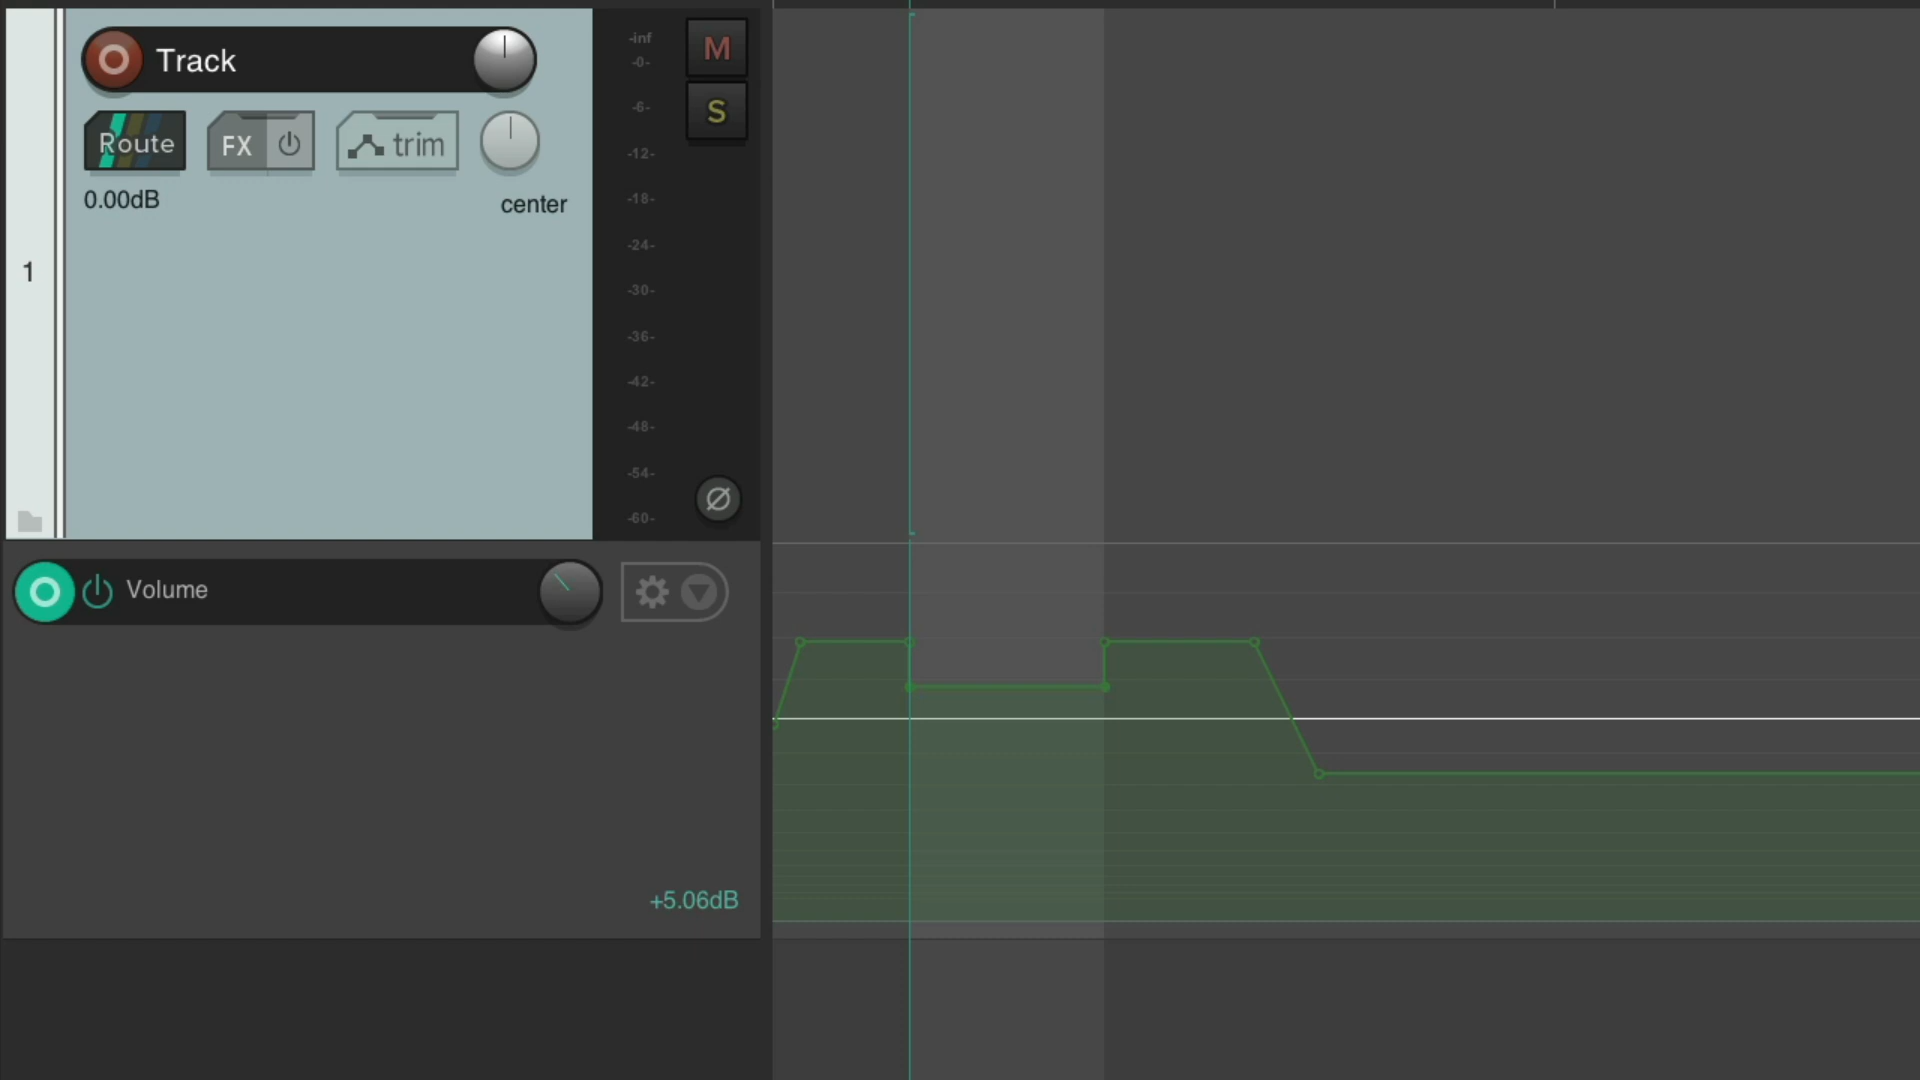 Track
Route
FX
trim
0.00dB
center
1
-inf
-0-
-6-
-12-
-18-
-24-
-30-
-36-
-42-
-48-
-54-
-60-
M
S
Volume
+5.06dB